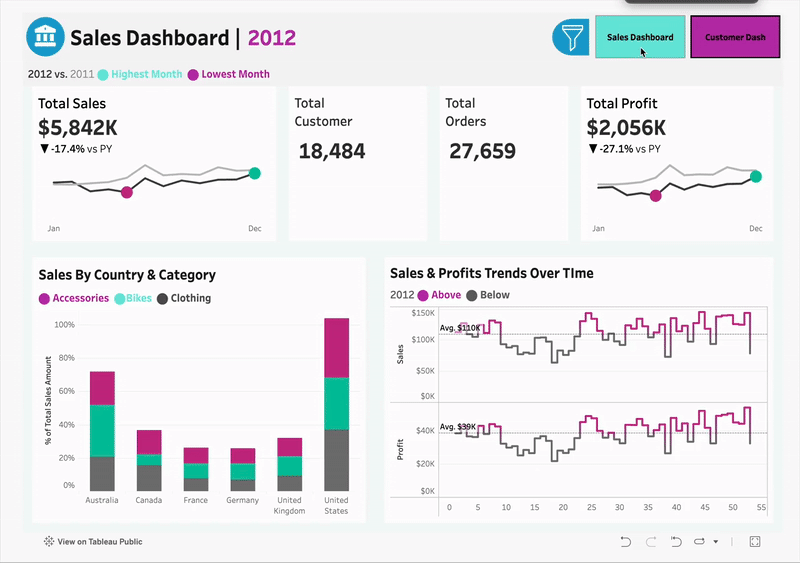 Sales Dashboard | 2012
Sales Dashboard
Customer Dash
2012 vs. 2011 Highest Month Lowest Month
Total Sales
$5,842K
▼ -17.4% vs PY
Jan Dec
Total
Customer
18,484
Total
Orders
27,659
Total Profit
$2,056K
▼ -27.1% vs PY
Jan Dec
Sales By Country & Category
Accessories Bikes Clothing
% of Total Sales Amount
100%
80%
60%
40%
20%
0%
Australia Canada France Germany United Kingdom United States
Sales & Profits Trends Over TIme
2012 Above Below
Sales
$150K
$100K
$50K
$0K
Avg. $110K
Profit
$40K
$20K
$0K
Avg. $39K
0 5 10 15 20 25 30 35 40 45 50 55
View on Tableau Public